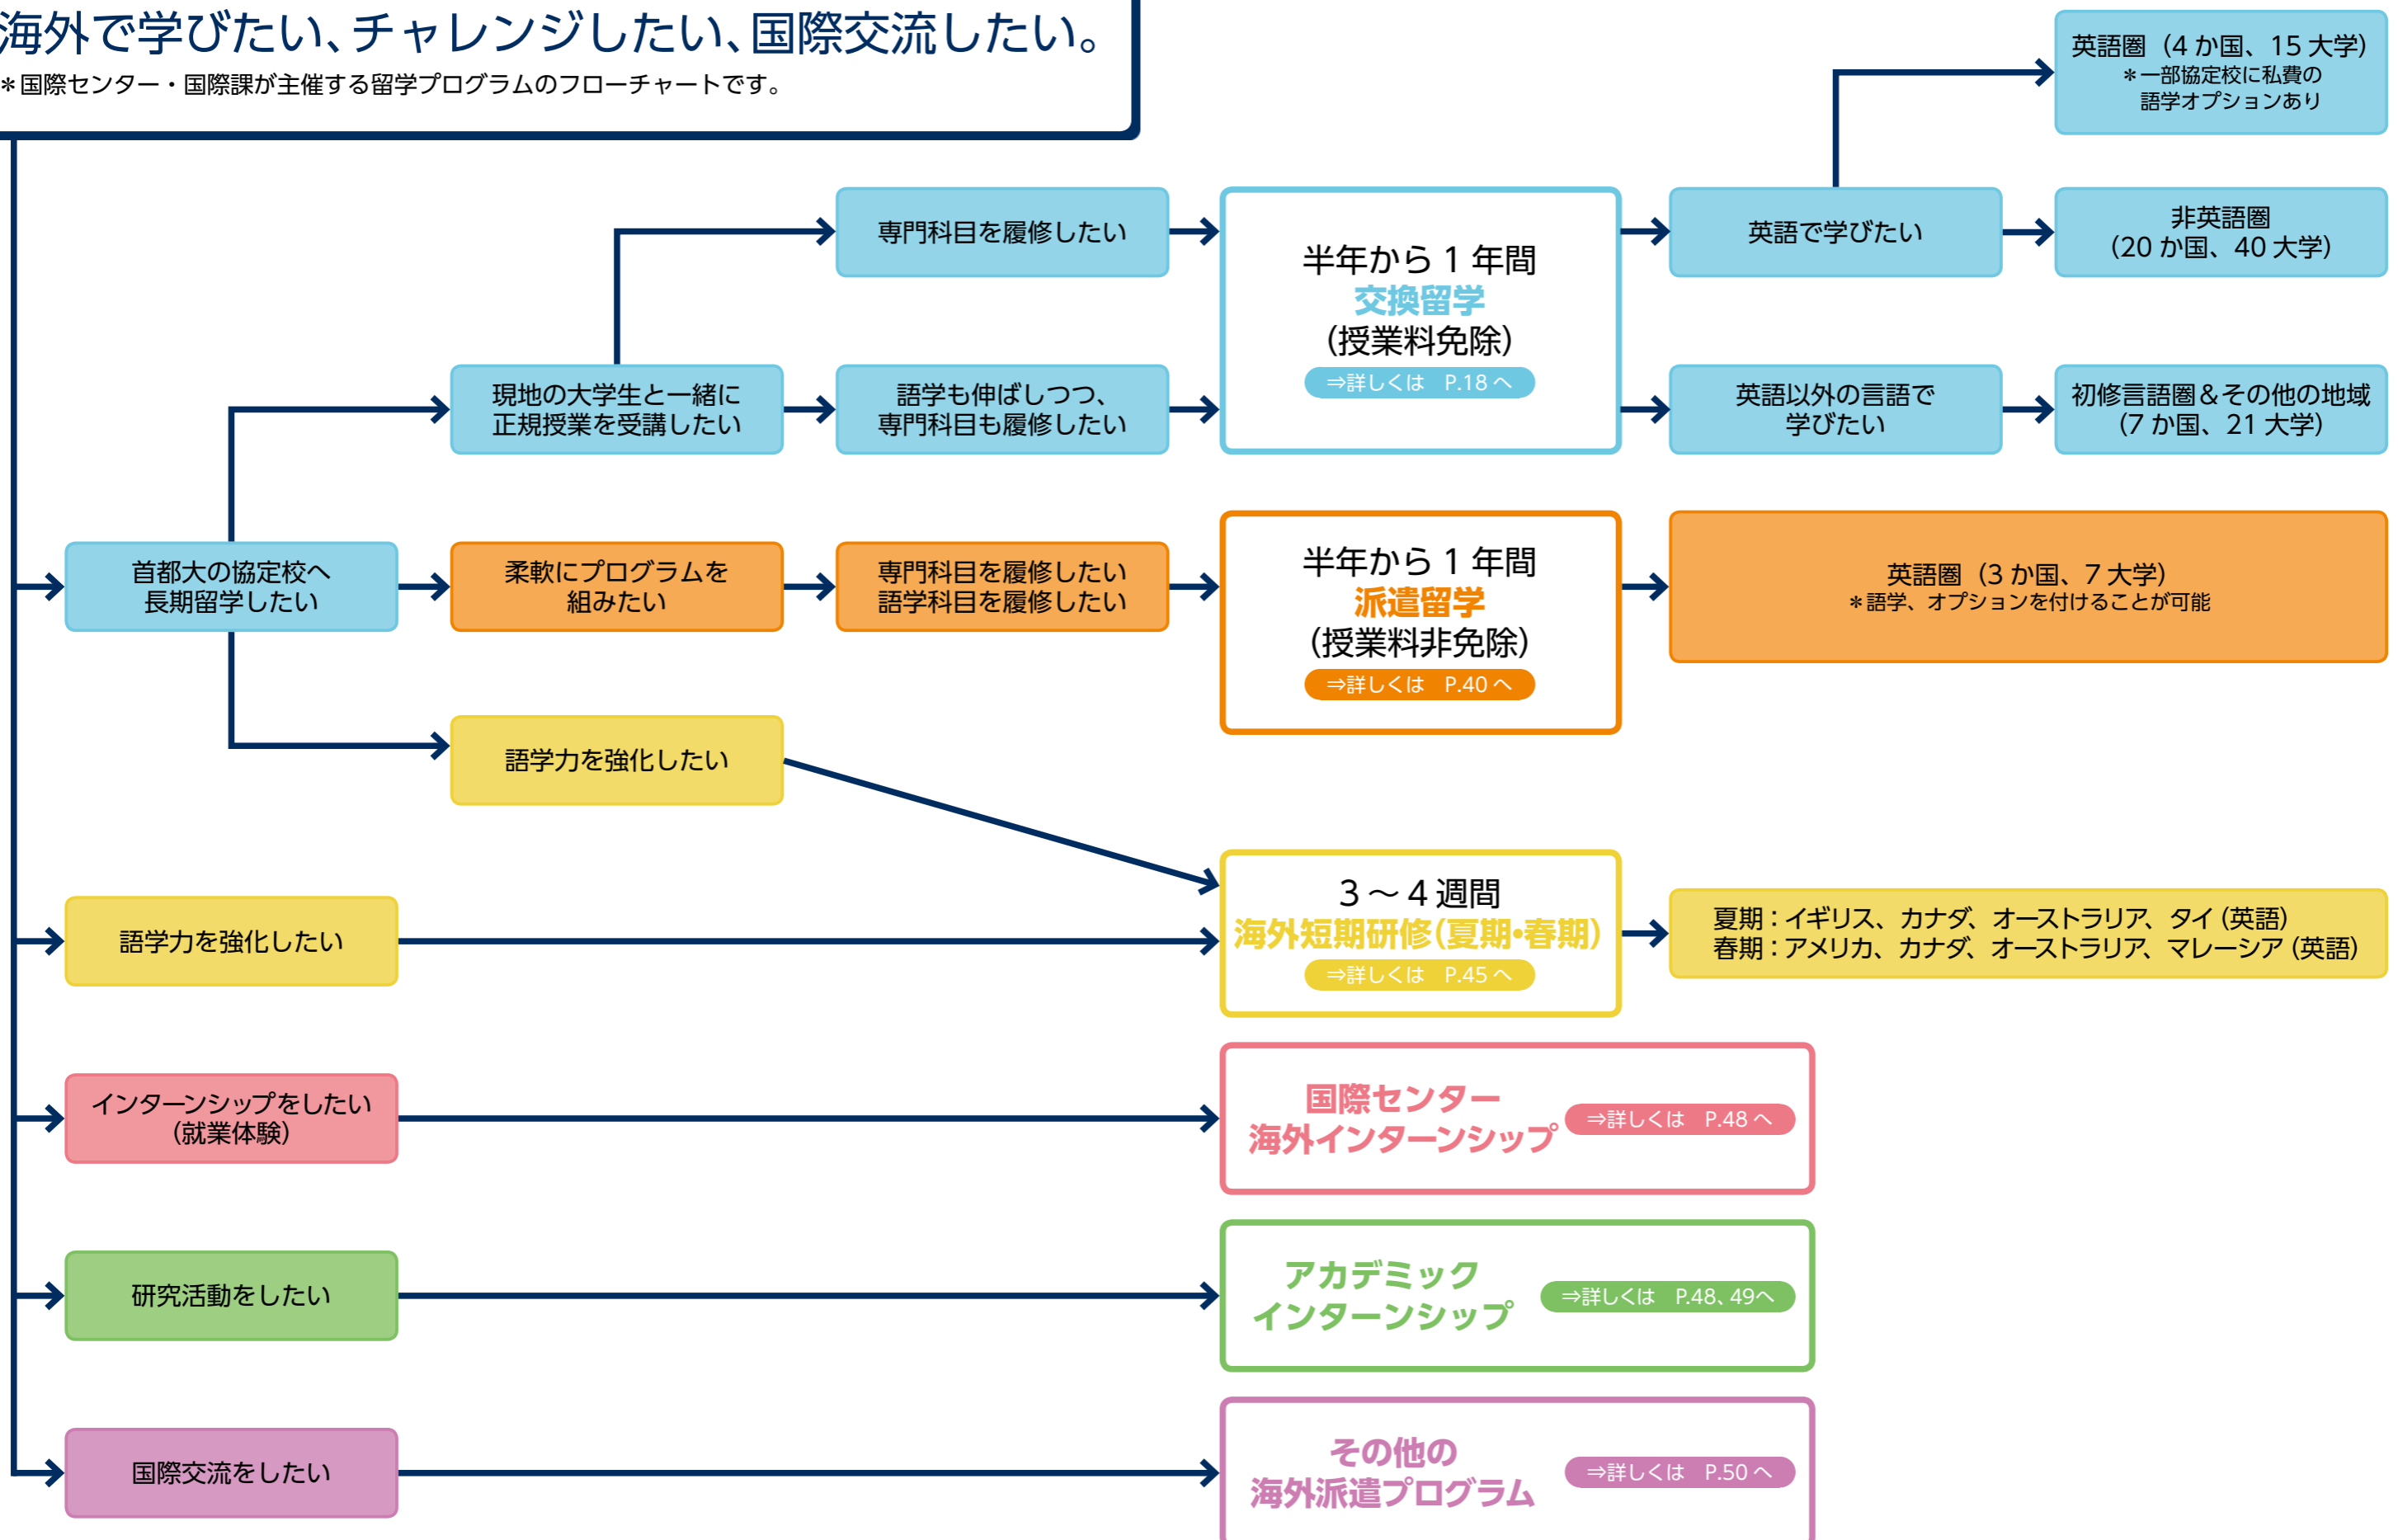 海外で学びたい、チャレンジしたい、国際交流したい。
＊国際センター・国際課が主催する留学プログラムのフローチャートです。
英語圏（4 か国、15 大学）
＊一部協定校に私費の
語学オプションあり
専門科目を履修したい
半年から 1 年間
交換留学
（授業料免除）
⇒詳しくは　P.18 へ
英語で学びたい
非英語圏
（20 か国、40 大学）
現地の大学生と一緒に
正規授業を受講したい
語学も伸ばしつつ、
専門科目も履修したい
英語以外の言語で
学びたい
初修言語圏＆その他の地域
（7 か国、21 大学）
首都大の協定校へ
長期留学したい
柔軟にプログラムを
組みたい
専門科目を履修したい
語学科目を履修したい
半年から 1 年間
派遣留学
（授業料非免除）
⇒詳しくは　P.40 へ
英語圏（3 か国、7 大学）
＊語学、オプションを付けることが可能
語学力を強化したい
語学力を強化したい
3 〜 4 週間
海外短期研修（夏期・春期）
⇒詳しくは　P.45 へ
夏期：イギリス、カナダ、オーストラリア、タイ（英語）
春期：アメリカ、カナダ、オーストラリア、マレーシア（英語）
インターンシップをしたい
（就業体験）
国際センター
海外インターンシップ
⇒詳しくは　P.48 へ
研究活動をしたい
アカデミック
インターンシップ
⇒詳しくは　P.48、49へ
国際交流をしたい
その他の
海外派遣プログラム
⇒詳しくは　P.50 へ